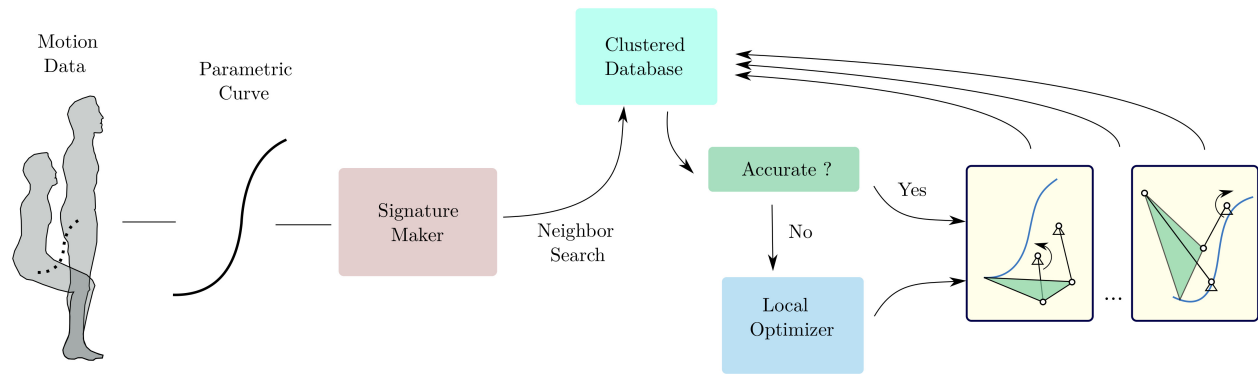 Motion
Data
Parametric
Curve
Signature
Maker
Neighbor
Search
Clustered
Database
Accurate ?
Yes
No
Local
Optimizer
...